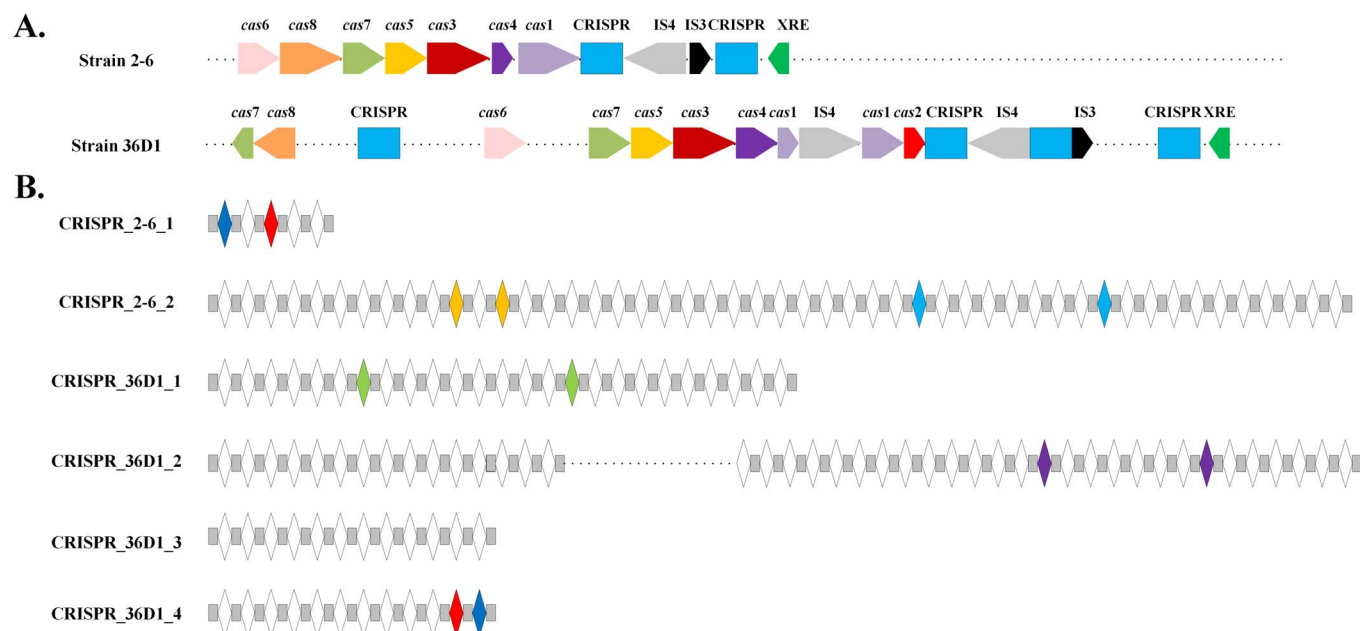 A.
cas6 cas8 cas7 cas5 cas3 cas4 cas1 CRISPR IS4 IS3 CRISPR XRE
Strain 2-6
cas7 cas8 CRISPR cas6 cas7 cas5 cas3 cas4 cas1 IS4 cas1 cas2 CRISPR IS4 IS3 CRISPR XRE
Strain 36D1
B.
CRISPR_2-6_1
CRISPR_2-6_2
CRISPR_36D1_1
CRISPR_36D1_2
CRISPR_36D1_3
CRISPR_36D1_4